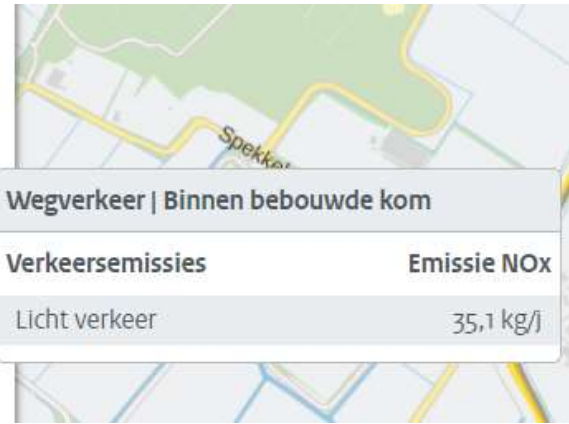 Spekke
Wegverkeer | Binnen bebouwde kom
Verkeersemissies Emissie NOx
Licht verkeer 35,1 kg/j